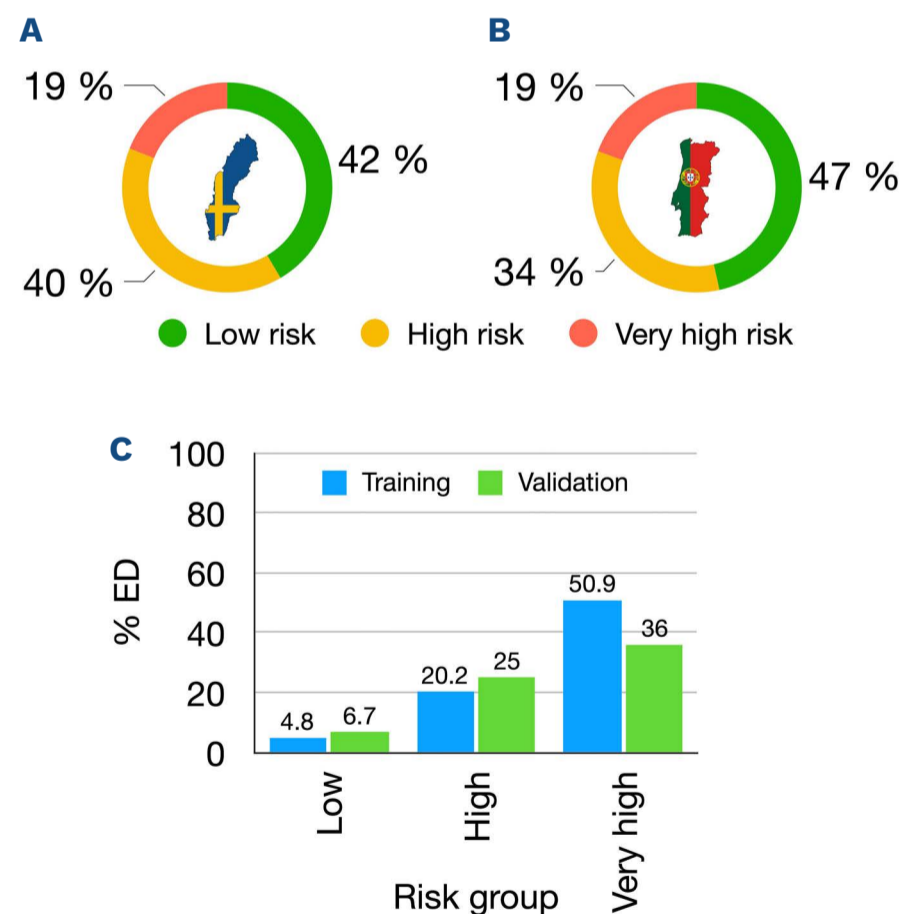 A
B
19 %
42 %
40 %
19 %
47 %
34 %
Low risk
High risk
Very high risk
C
100
80
60
40
20
0
% ED
Training
Validation
4.8
6.7
20.2
25
50.9
36
Low
High
Very high
Risk group